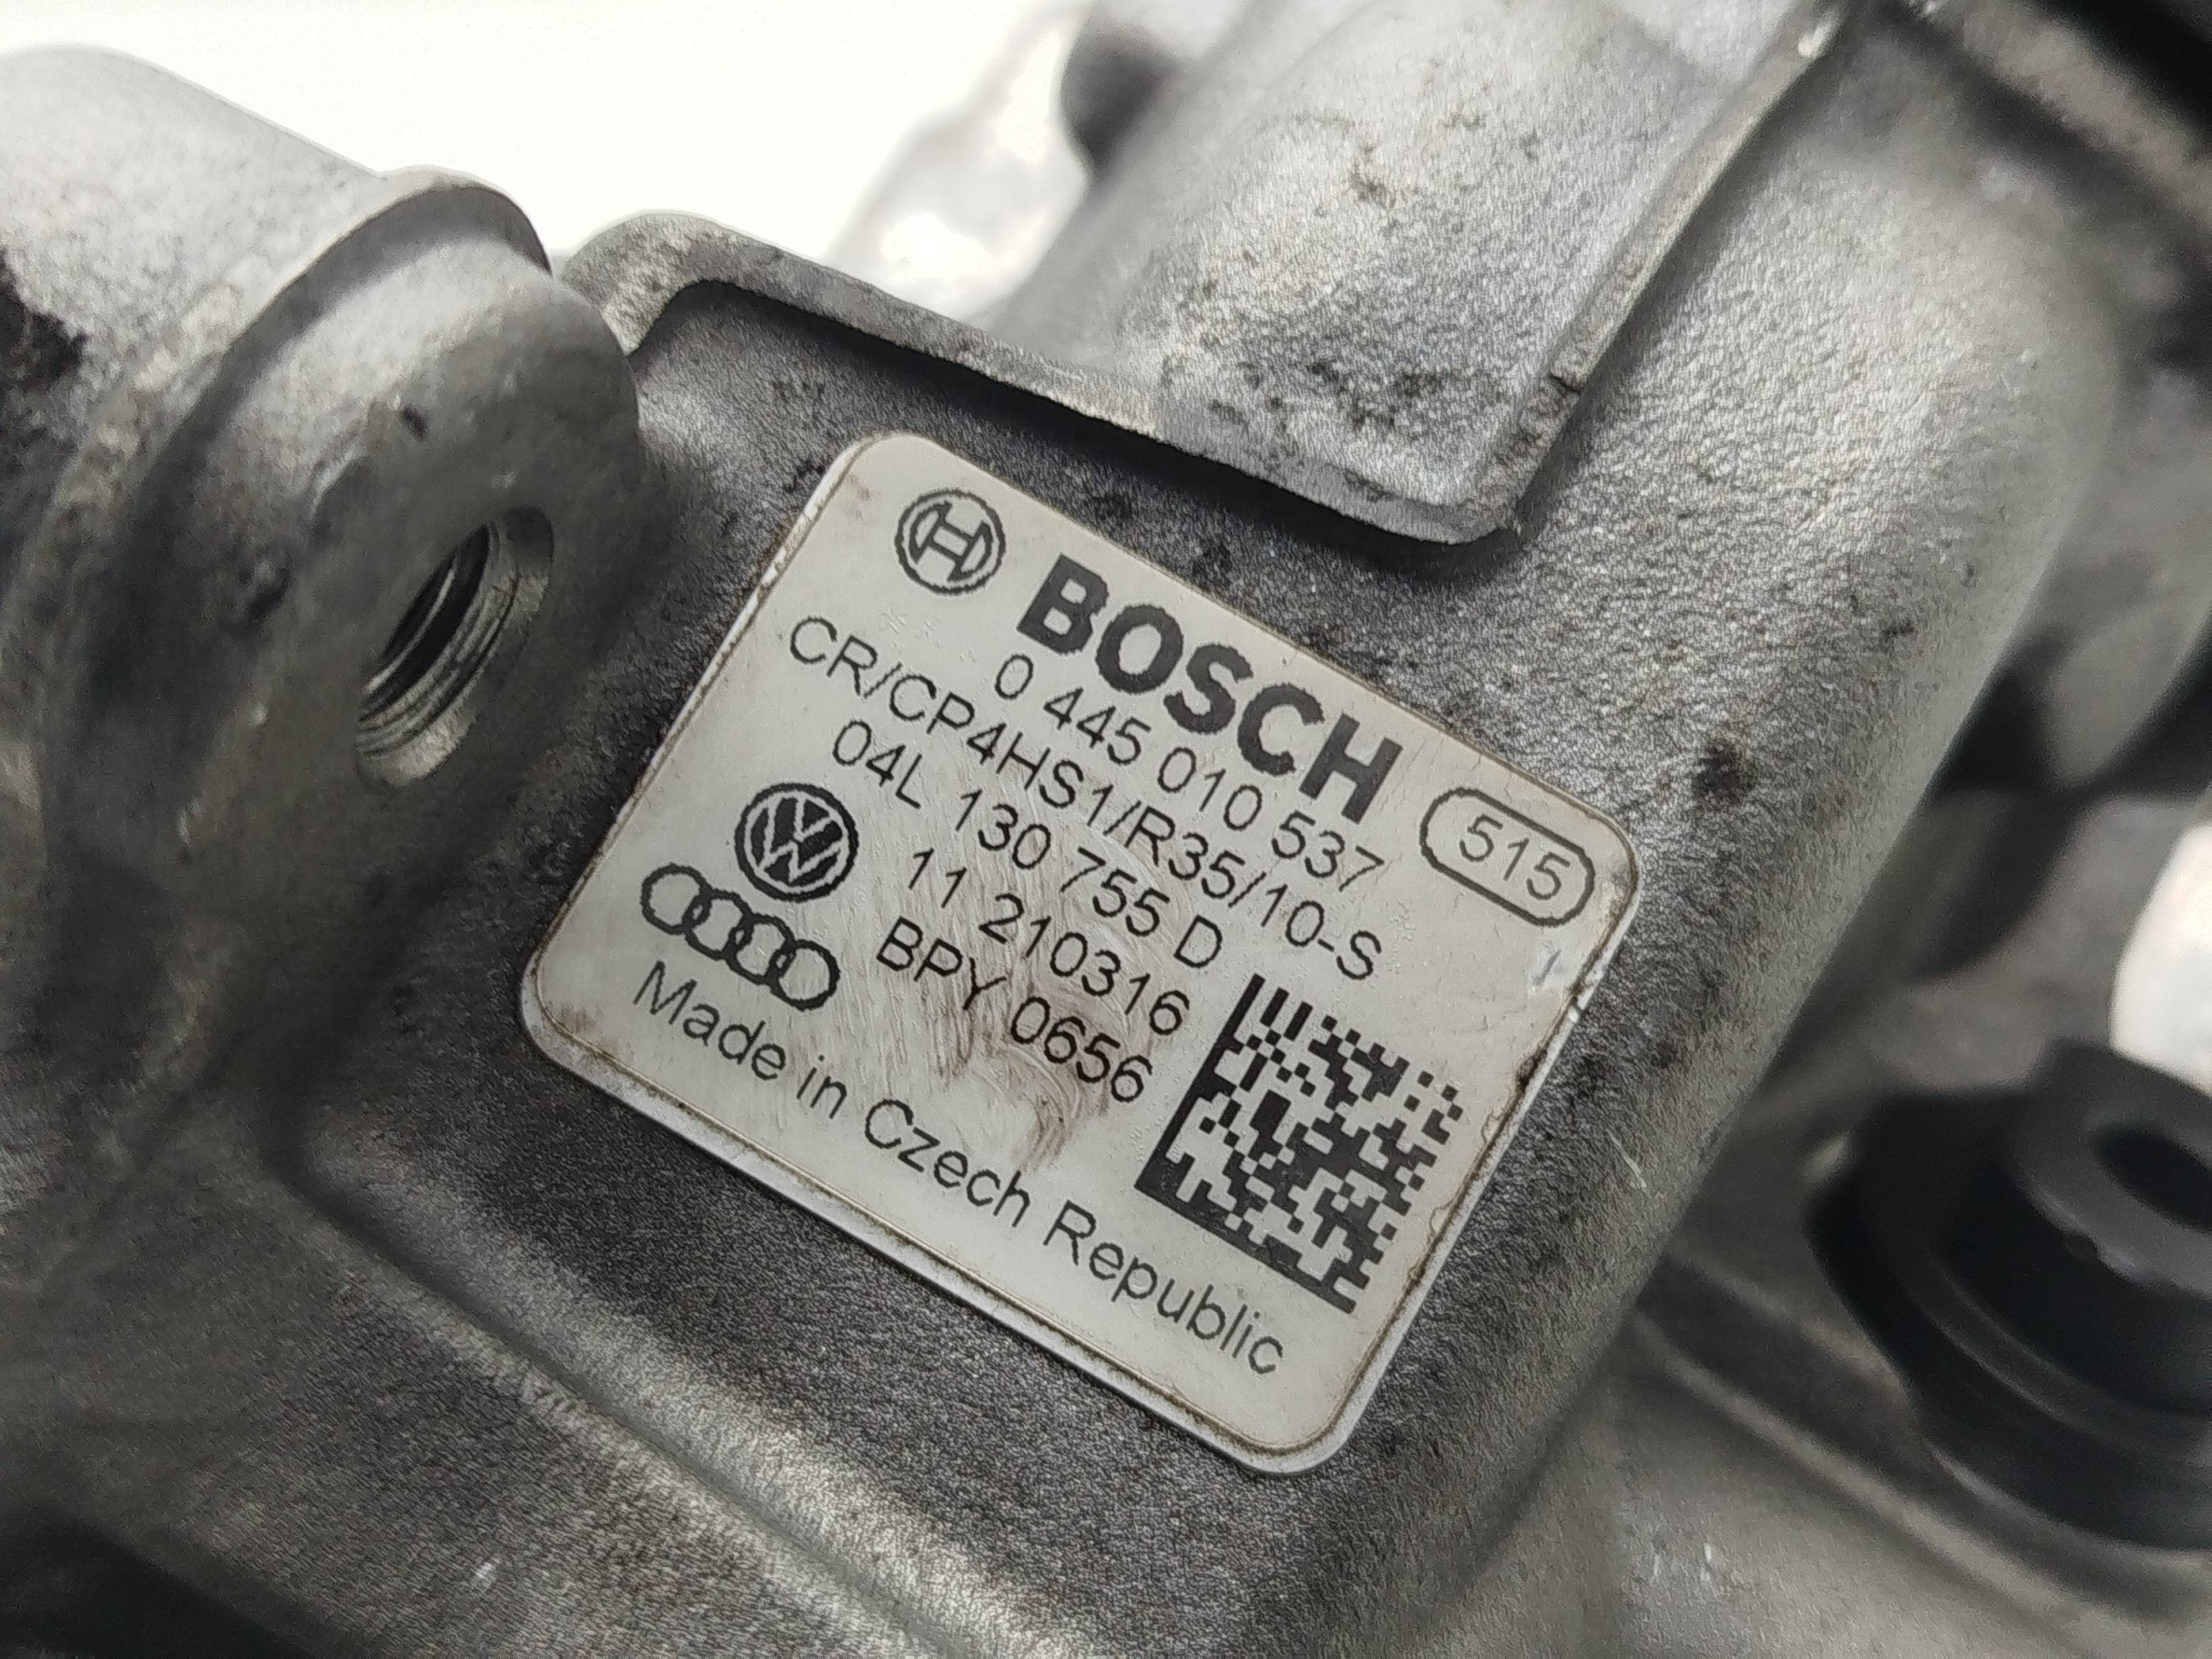 BOSCH
0 445 010 537
515
CR/CP4HS1/R35/10-S
04L 130 755 D
11 210316
BPY 0656
Made in Czech Republic